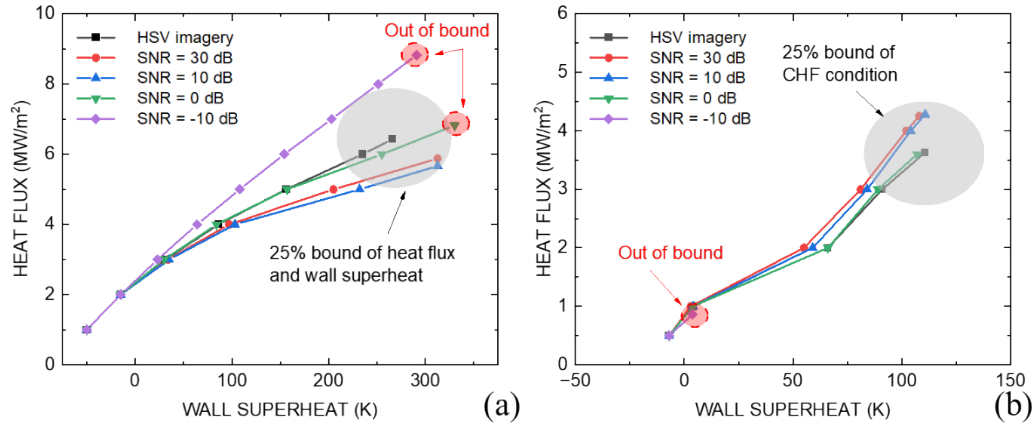 10
8
6
4
2
0
HEAT FLUX (MW/m²)
HSV imagery
SNR = 30 dB
SNR = 10 dB
SNR = 0 dB
SNR = -10 dB
Out of bound
25% bound of heat flux
and wall superheat
0
100
200
300
WALL SUPERHEAT (K)
(a)
6
5
4
3
2
1
0
HEAT FLUX (MW/m²)
HSV imagery
SNR = 30 dB
SNR = 10 dB
SNR = 0 dB
SNR = -10 dB
25% bound of
CHF condition
Out of bound
−50
0
50
100
150
WALL SUPERHEAT (K)
(b)